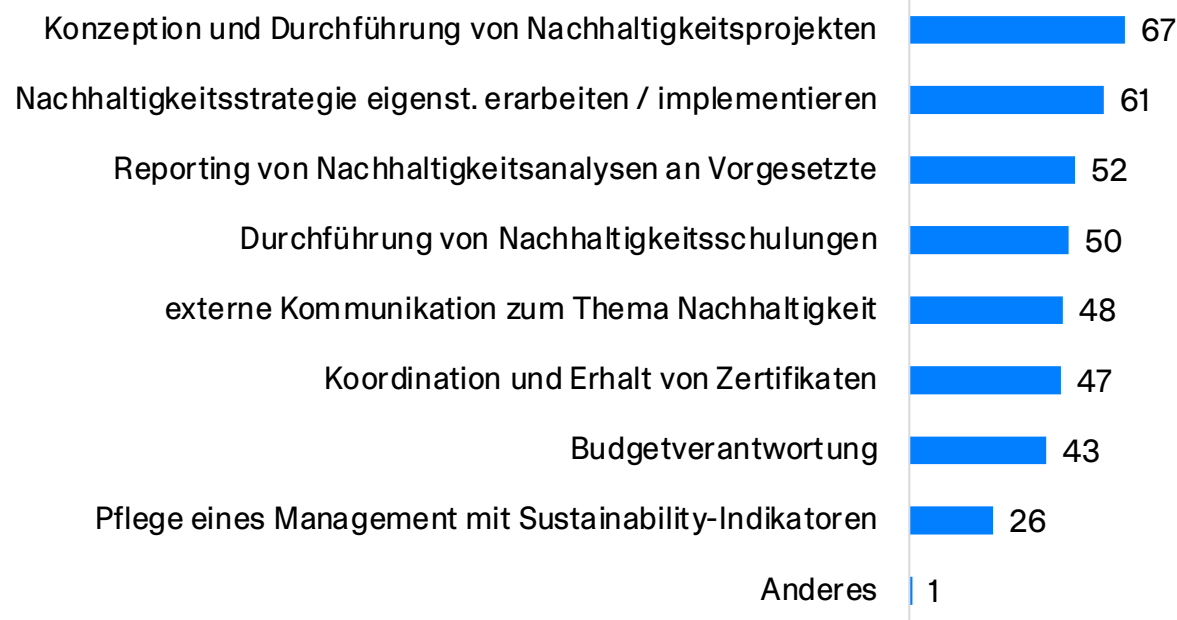 Konzeption und Durchführung von Nachhaltigkeitsprojekten 67
Nachhaltigkeitsstrategie eigenst. erarbeiten / implementieren 61
Reporting von Nachhaltigkeitsanalysen an Vorgesetzte 52
Durchführung von Nachhaltigkeitsschulungen 50
externe Kommunikation zum Thema Nachhaltigkeit 48
Koordination und Erhalt von Zertifikaten 47
Budgetverantwortung 43
Pflege eines Management mit Sustainability-Indikatoren 26
Anderes 1